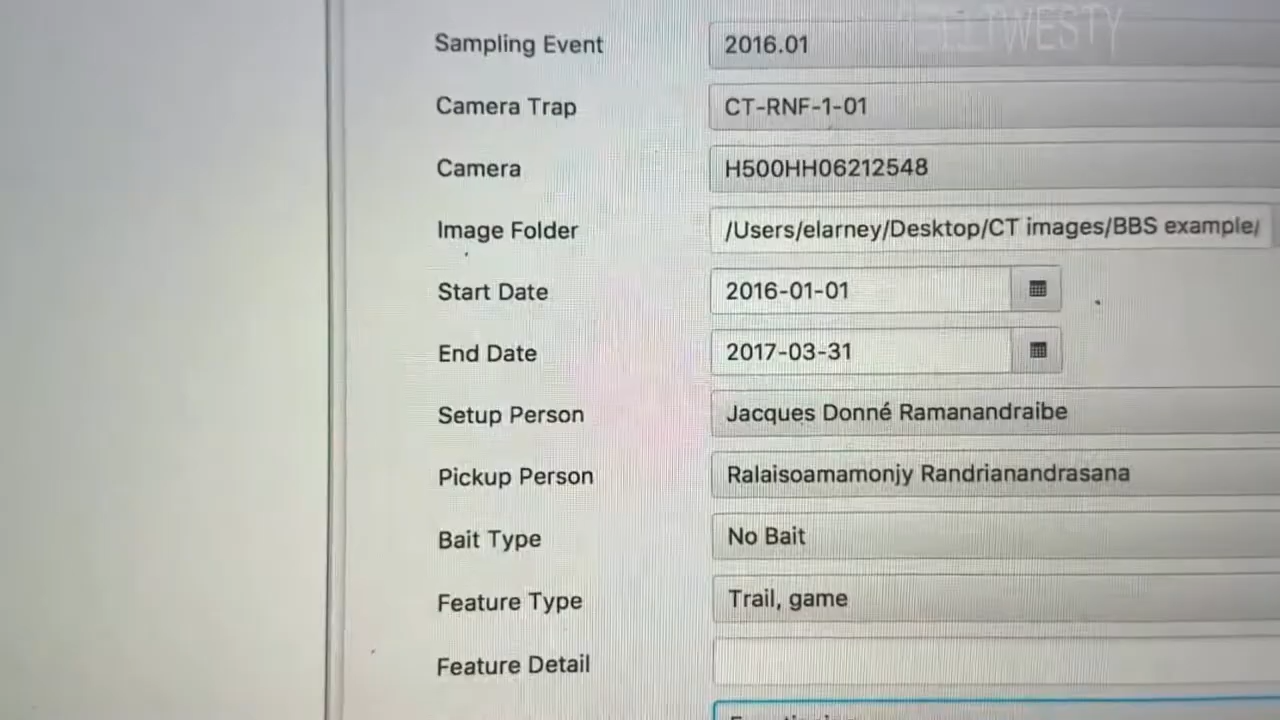 Sampling Event 2016.01
Camera Trap CT-RNF-1-01
Camera H500HH06212548
Image Folder /Users/elarney/Desktop/CT images/BBS example/
Start Date 2016-01-01
End Date 2017-03-31
Setup Person Jacques Donné Ramanandraibe
Pickup Person Ralaisoamamonjy Randrianandrasana
Bait Type No Bait
Feature Type Trail, game
Feature Detail